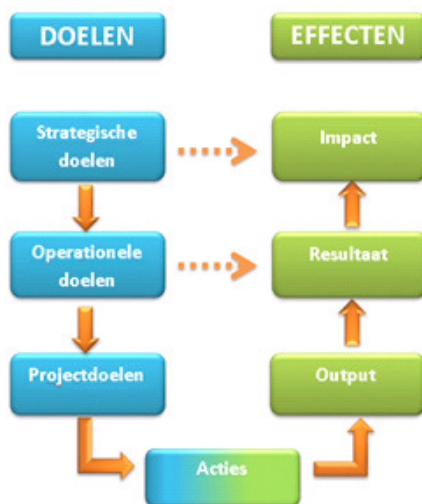 DOELEN
EFFECTEN
Strategische
doelen
Impact
Operationele
doelen
Resultaat
Projectdoelen
Output
Acties